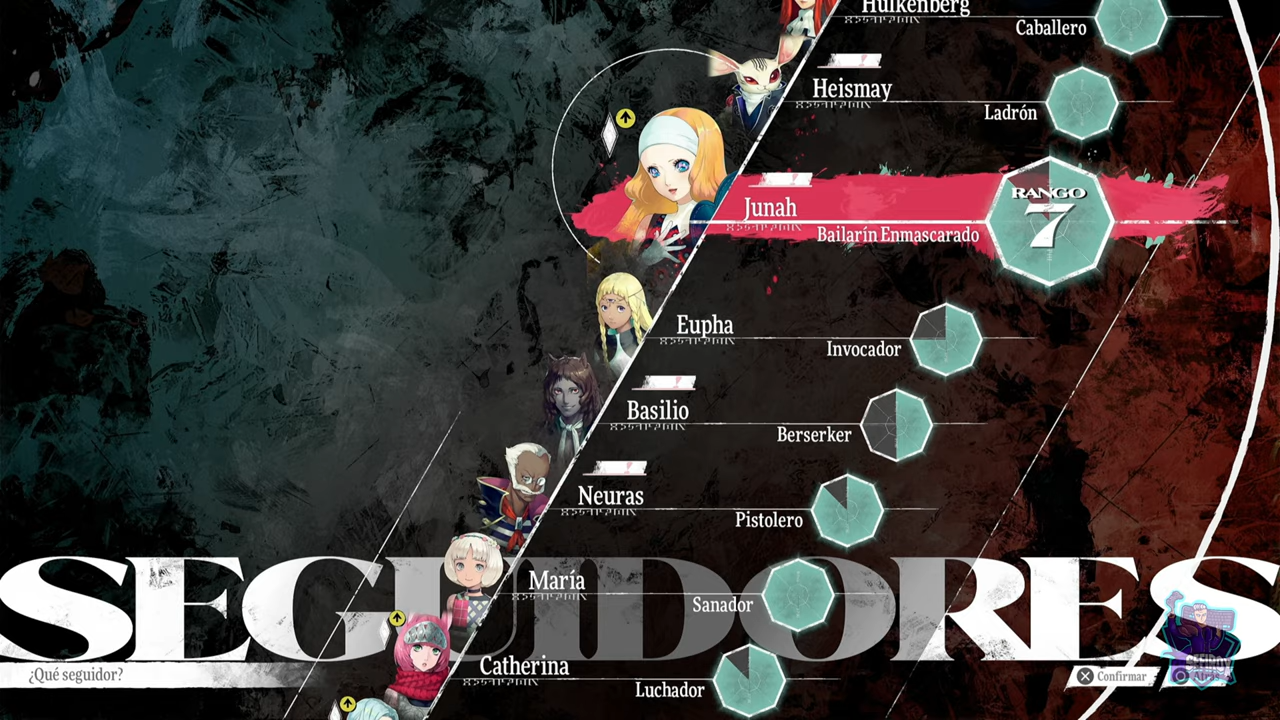 Hulkenberg
Caballero
Heismay
Ladrón
RANGO
7
Junah
Bailarín Enmascarado
Eupha
Invocador
Basilio
Berserker
Neuras
Pistolero
María
Sanador
SEGUIDORES
Catherina
Luchador
¿Qué seguidor?
Confirmar
Atrás